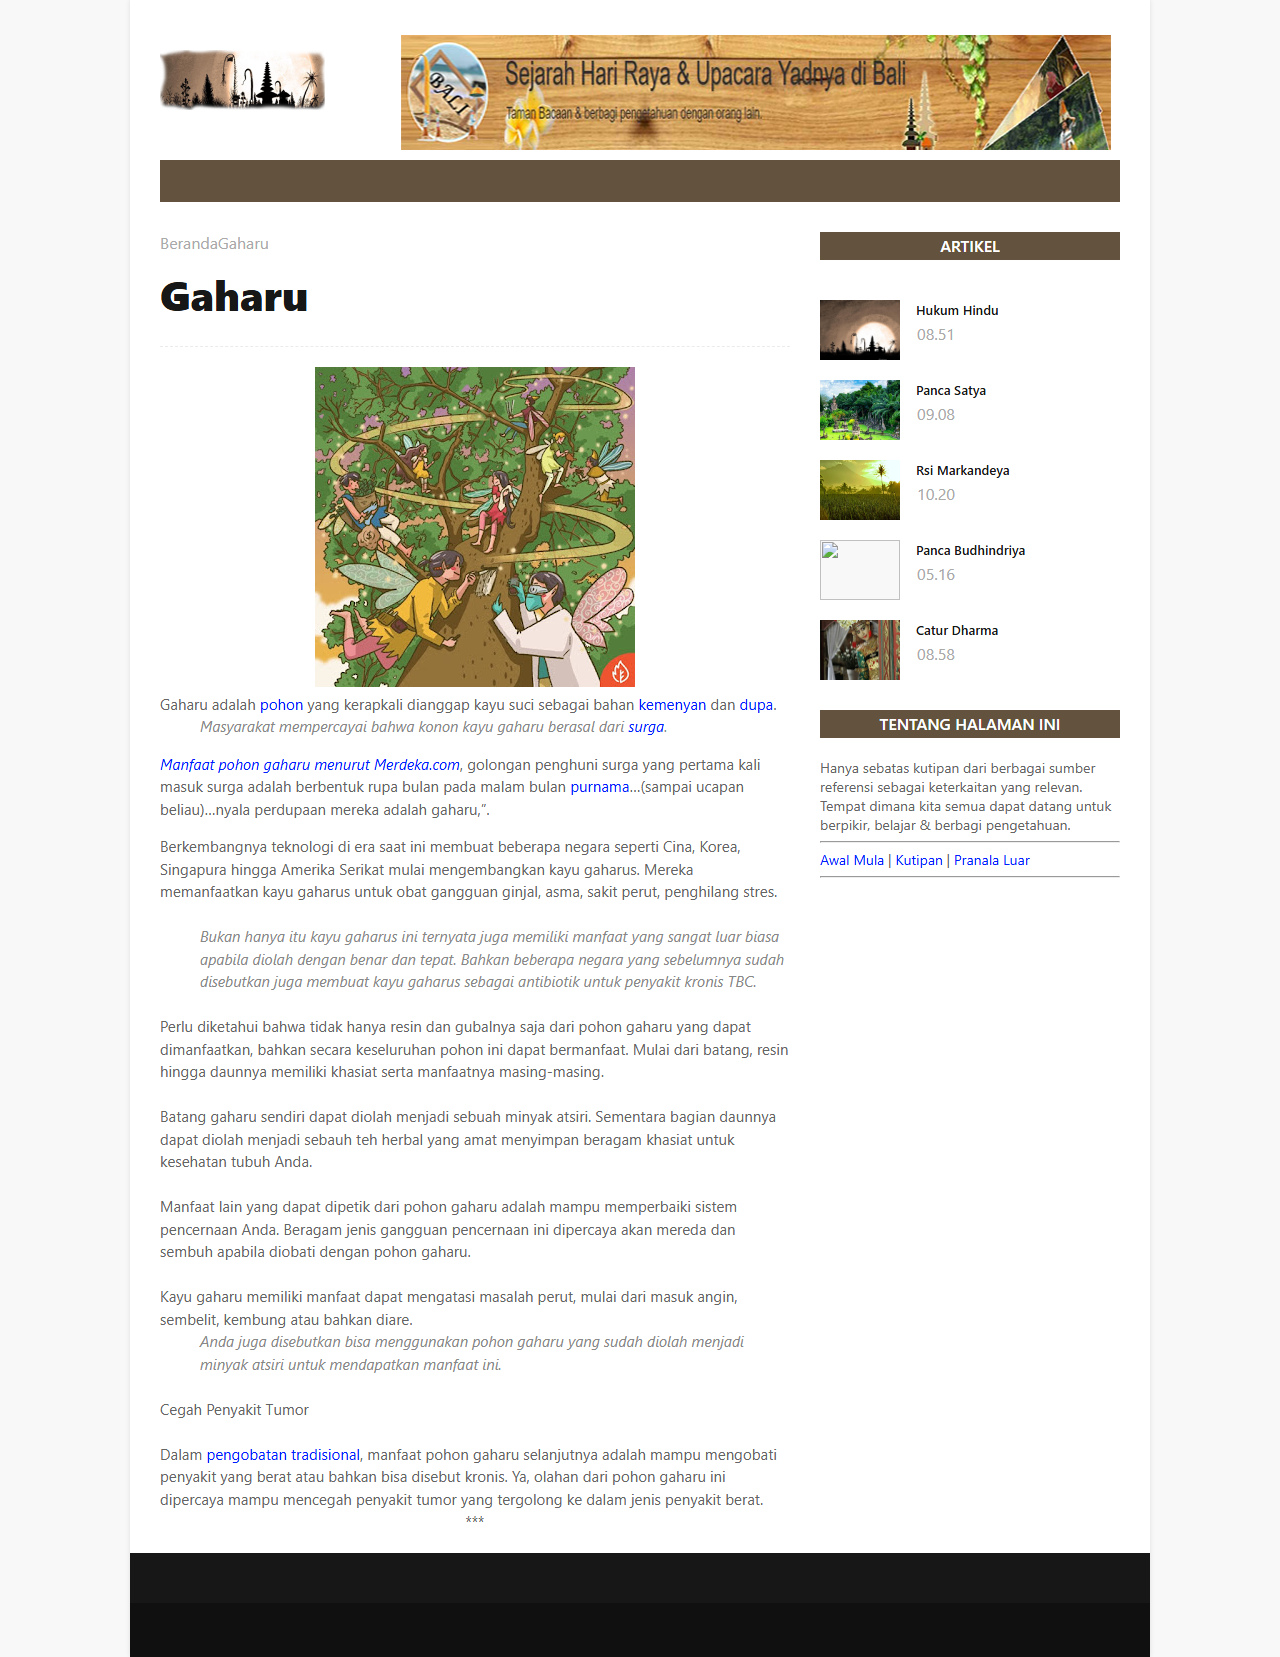 BALI
Sejarah Hari Raya & Upacara Yadnya di Bali
Taman Bacaan & berbagi pengetahuan dengan orang lain.
BerandaGaharu
Gaharu
Gaharu adalah pohon yang kerapkali dianggap kayu suci sebagai bahan kemenyan dan dupa.
Masyarakat mempercayai bahwa konon kayu gaharu berasal dari surga.
Manfaat pohon gaharu menurut Merdeka.com, golongan penghuni surga yang pertama kali
masuk surga adalah berbentuk rupa bulan pada malam bulan purnama…(sampai ucapan
beliau)…nyala perdupaan mereka adalah gaharu,”.
Berkembangnya teknologi di era saat ini membuat beberapa negara seperti Cina, Korea,
Singapura hingga Amerika Serikat mulai mengembangkan kayu gaharus. Mereka
memanfaatkan kayu gaharus untuk obat gangguan ginjal, asma, sakit perut, penghilang stres.
Bukan hanya itu kayu gaharus ini ternyata juga memiliki manfaat yang sangat luar biasa
apabila diolah dengan benar dan tepat. Bahkan beberapa negara yang sebelumnya sudah
disebutkan juga membuat kayu gaharus sebagai antibiotik untuk penyakit kronis TBC.
Perlu diketahui bahwa tidak hanya resin dan gubalnya saja dari pohon gaharu yang dapat
dimanfaatkan, bahkan secara keseluruhan pohon ini dapat bermanfaat. Mulai dari batang, resin
hingga daunnya memiliki khasiat serta manfaatnya masing-masing.
Batang gaharu sendiri dapat diolah menjadi sebuah minyak atsiri. Sementara bagian daunnya
dapat diolah menjadi sebauh teh herbal yang amat menyimpan beragam khasiat untuk
kesehatan tubuh Anda.
Manfaat lain yang dapat dipetik dari pohon gaharu adalah mampu memperbaiki sistem
pencernaan Anda. Beragam jenis gangguan pencernaan ini dipercaya akan mereda dan
sembuh apabila diobati dengan pohon gaharu.
Kayu gaharu memiliki manfaat dapat mengatasi masalah perut, mulai dari masuk angin,
sembelit, kembung atau bahkan diare.
Anda juga disebutkan bisa menggunakan pohon gaharu yang sudah diolah menjadi
minyak atsiri untuk mendapatkan manfaat ini.
Cegah Penyakit Tumor
Dalam pengobatan tradisional, manfaat pohon gaharu selanjutnya adalah mampu mengobati
penyakit yang berat atau bahkan bisa disebut kronis. Ya, olahan dari pohon gaharu ini
dipercaya mampu mencegah penyakit tumor yang tergolong ke dalam jenis penyakit berat.
***
ARTIKEL
Hukum Hindu
08.51
Panca Satya
09.08
Rsi Markandeya
10.20
Panca Budhindriya
05.16
Catur Dharma
08.58
TENTANG HALAMAN INI
Hanya sebatas kutipan dari berbagai sumber
referensi sebagai keterkaitan yang relevan.
Tempat dimana kita semua dapat datang untuk
berpikir, belajar & berbagi pengetahuan.
Awal Mula | Kutipan | Pranala Luar